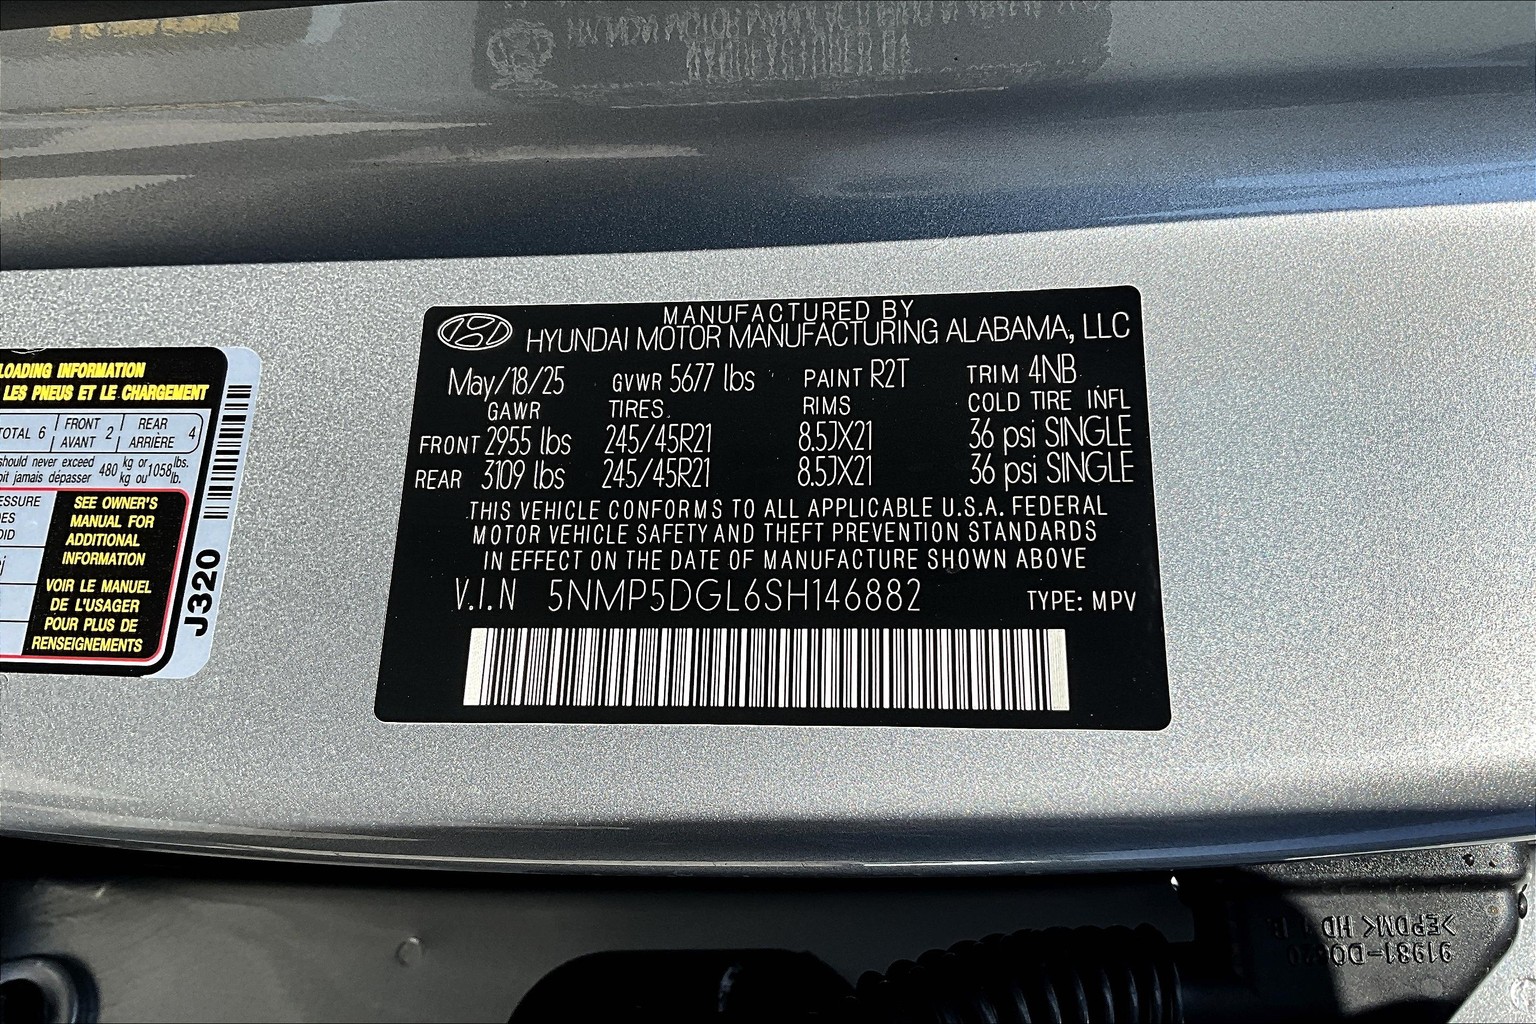 LOADING INFORMATION
LES PNEUS ET LE CHARGEMENT
TOTAL 6 | FRONT AVANT 2 | REAR ARRIÈRE 4
should never exceed 480 kg or 1058 lbs.
jamais dépasser kg ou lb.
SEE OWNER'S
MANUAL FOR
ADDITIONAL
INFORMATION
VOIR LE MANUEL
DE L'USAGER
POUR PLUS DE
RENSEIGNEMENTS
J320
MANUFACTURED BY
HYUNDAI MOTOR MANUFACTURING ALABAMA, LLC
May/18/25 GVWR 5677 lbs PAINT R2T TRIM 4NB
GAWR TIRES RIMS COLD TIRE INFL
FRONT 2955 lbs 245/45R21 8.5JX21 36 psi SINGLE
REAR 3109 lbs 245/45R21 8.5JX21 36 psi SINGLE
THIS VEHICLE CONFORMS TO ALL APPLICABLE U.S.A. FEDERAL
MOTOR VEHICLE SAFETY AND THEFT PREVENTION STANDARDS
IN EFFECT ON THE DATE OF MANUFACTURE SHOWN ABOVE
V.I.N 5NMP5DGL6SH146882 TYPE: MPV
>EPDM< HD